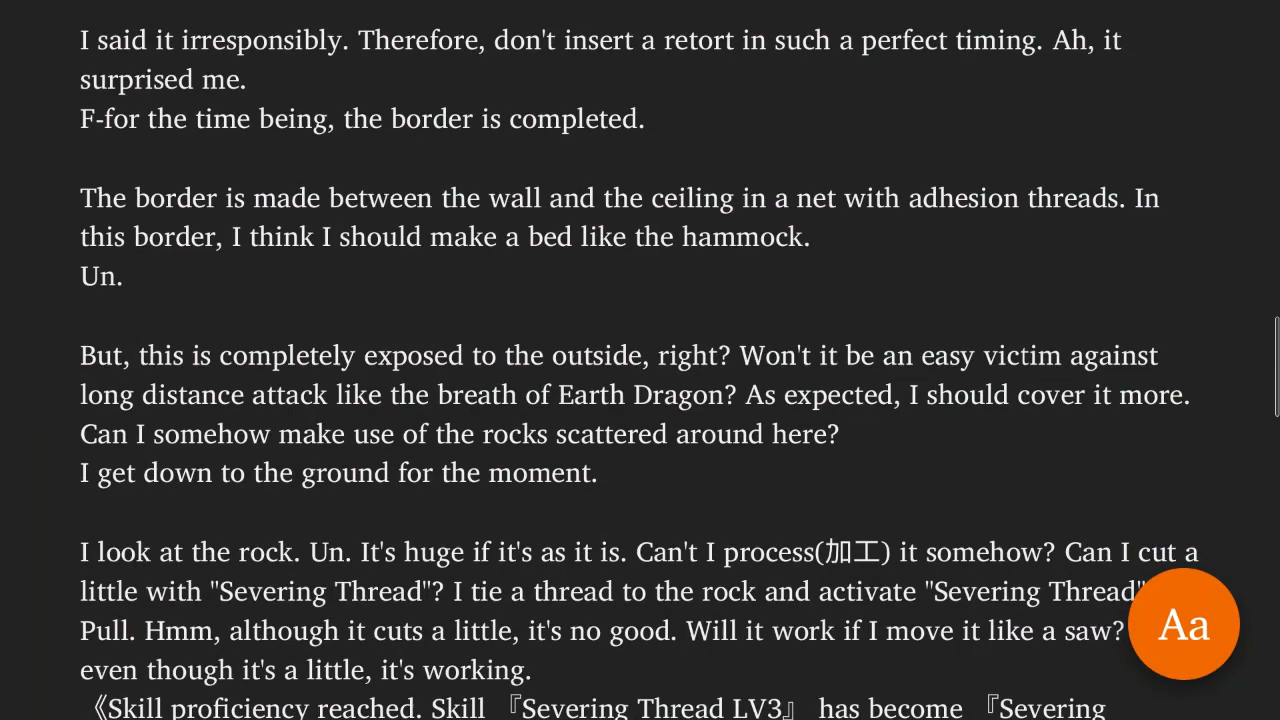 I said it irresponsibly. Therefore, don't insert a retort in such a perfect timing. Ah, it
surprised me.
F-for the time being, the border is completed.
The border is made between the wall and the ceiling in a net with adhesion threads. In
this border, I think I should make a bed like the hammock.
Un.
But, this is completely exposed to the outside, right? Won't it be an easy victim against
long distance attack like the breath of Earth Dragon? As expected, I should cover it more.
Can I somehow make use of the rocks scattered around here?
I get down to the ground for the moment.
I look at the rock. Un. It's huge if it's as it is. Can't I process(加工) it somehow? Can I cut a
little with "Severing Thread"? I tie a thread to the rock and activate "Severing Thread"
Pull. Hmm, although it cuts a little, it's no good. Will it work if I move it like a saw?
even though it's a little, it's working.
《Skill proficiency reached. Skill 『Severing Thread LV3』 has become 『Severing
Aa